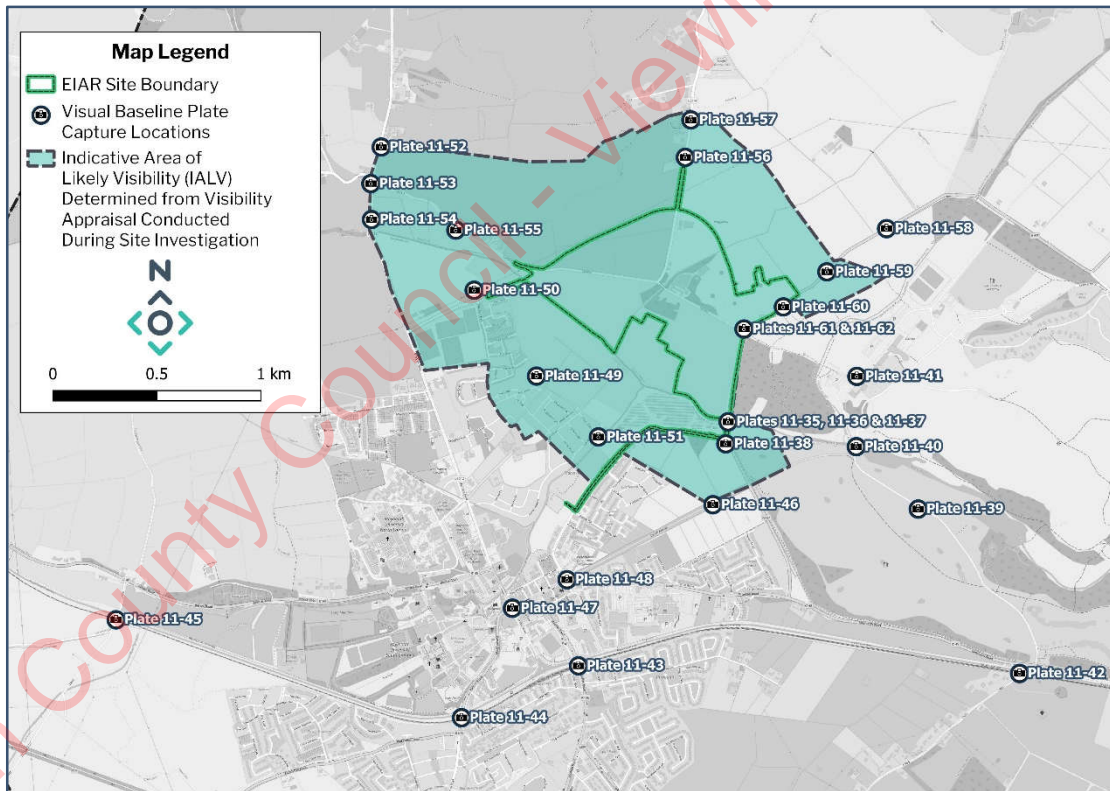 Map Legend
EIAR Site Boundary
Visual Baseline Plate
Capture Locations
Indicative Area of
Likely Visibility (IALV)
Determined from Visibility
Appraisal Conducted
During Site Investigation
N
0 0.5 1 km
Plate 11-57
Plate 11-52
Plate 11-56
Plate 11-53
Plate 11-54
Plate 11-55
Plate 11-58
Plate 11-59
Plate 11-50
Plate 11-60
Plates 11-61 & 11-62
Plate 11-49
Plate 11-41
Plates 11-35, 11-36 & 11-37
Plate 11-51
Plate 11-38
Plate 11-40
Plate 11-46
Plate 11-39
Plate 11-48
Plate 11-47
Plate 11-45
Plate 11-43
Plate 11-42
Plate 11-44
County Council - Viewin